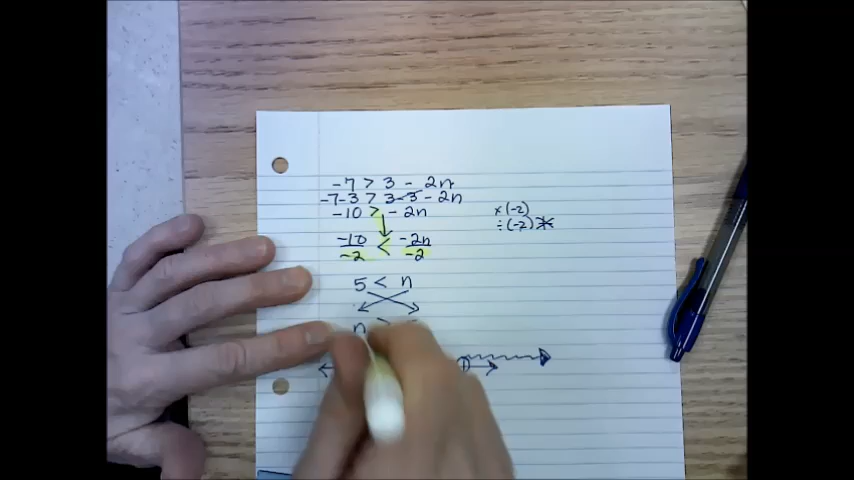 -7 > 3 - 2n
-7-3 > 3-3 - 2n
-10 > - 2n
×(-2)
÷(-2)*
-10/-2 < -2n/-2
5 < n
n >